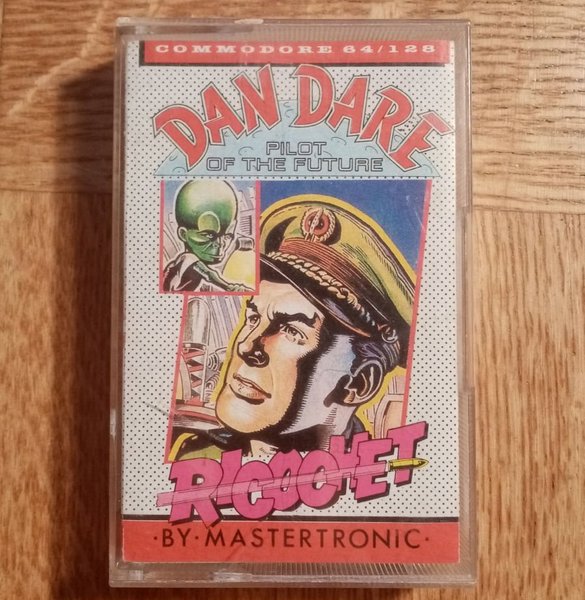 COMMODORE 64/128
DAN DARE
PILOT
OF THE FUTURE
RICOCHET
·BY·MASTERTRONIC·